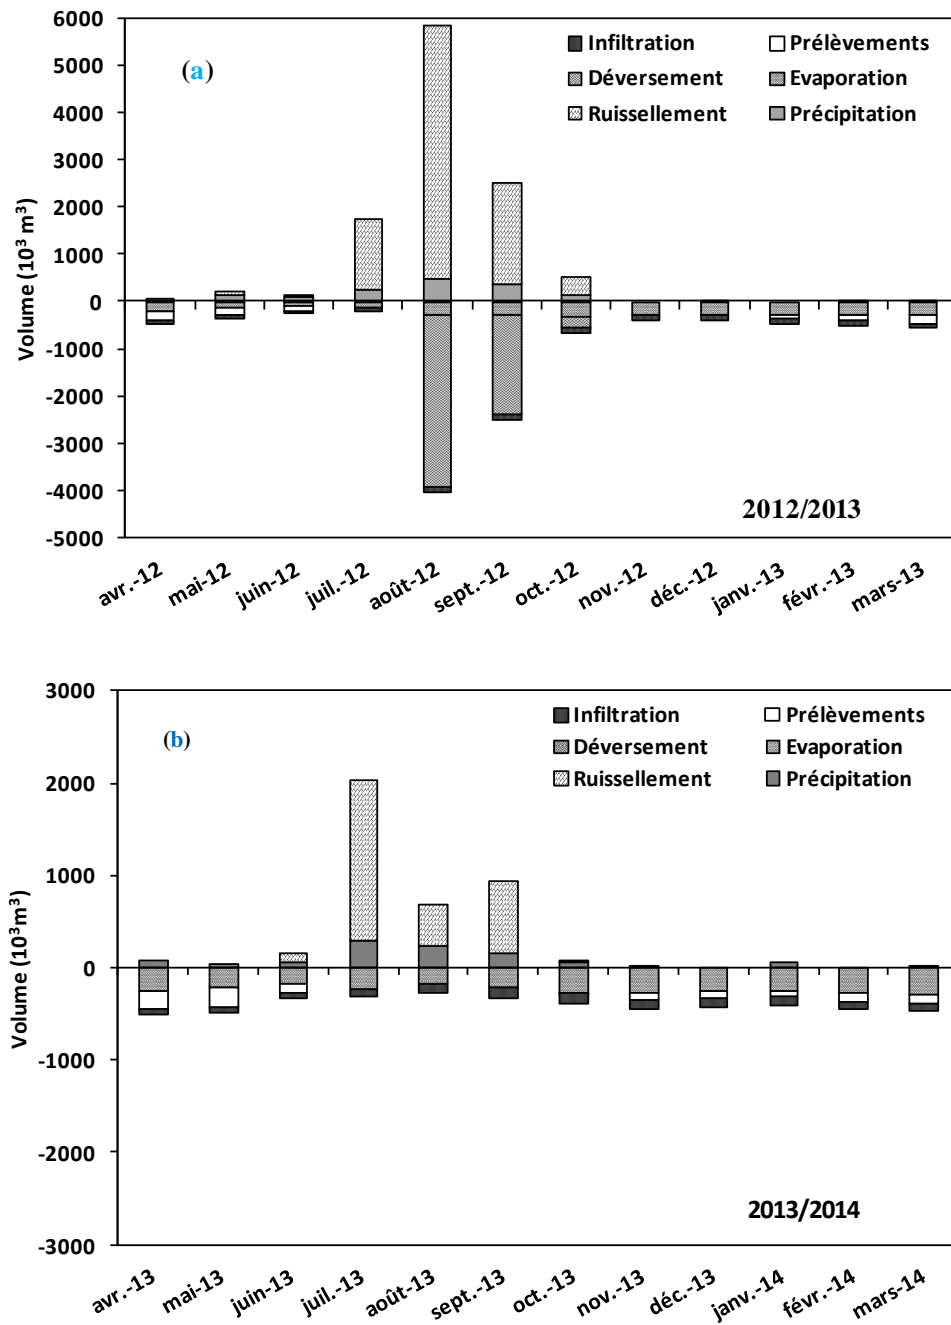 6000
5000
4000
3000
2000
1000
0
-1000
-2000
-3000
-4000
-5000
Volume (10³ m³)
(a)
Infiltration
Prélèvements
Déversement
Evaporation
Ruissellement
Précipitation
2012/2013
avr.-12
mai-12
juin-12
juil.-12
août-12
sept.-12
oct.-12
nov.-12
déc.-12
janv.-13
févr.-13
mars-13
3000
2000
1000
0
-1000
-2000
-3000
Volume (10³m³)
(b)
Infiltration
Prélèvements
Déversement
Evaporation
Ruissellement
Précipitation
2013/2014
avr.-13
mai-13
juin-13
juil.-13
août-13
sept.-13
oct.-13
nov.-13
déc.-13
janv.-14
févr.-14
mars-14